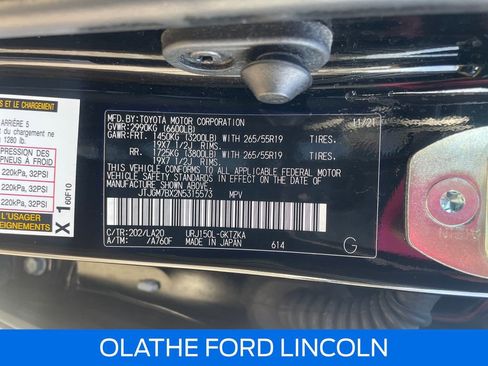 ET DES
ARRIÈRE 5
du chargement ne
1280 lb.
PRESSION DES
PNEUS À FROID
220kPa, 32PSI
220kPa, 32PSI
220kPa, 32PSI
L'USAGER
RENSEIGNEMENTS
X 1
60F10
MFD.BY:TOYOTA MOTOR CORPORATION 11/21
GVWR:2990KG (6600LB)
GAWR:FRT. 1450KG (3200LB) WITH 265/55R19 TIRES.
19X7 1/2J RIMS.
RR. 1725KG (3800LB) WITH 265/55R19 TIRES.
19X7 1/2J RIMS.
THIS VEHICLE CONFORMS TO ALL APPLICABLE FEDERAL MOTOR
VEHICLE SAFETY STANDARDS IN EFFECT ON THE DATE OF
MANUFACTURE SHOWN ABOVE.
JTJGM7BX2N5315573 MPV
C/TR:202/LA20 URJ150L-GKTZKA
A/TM: /A760F MADE IN JAPAN 614
G
OLATHE FORD LINCOLN